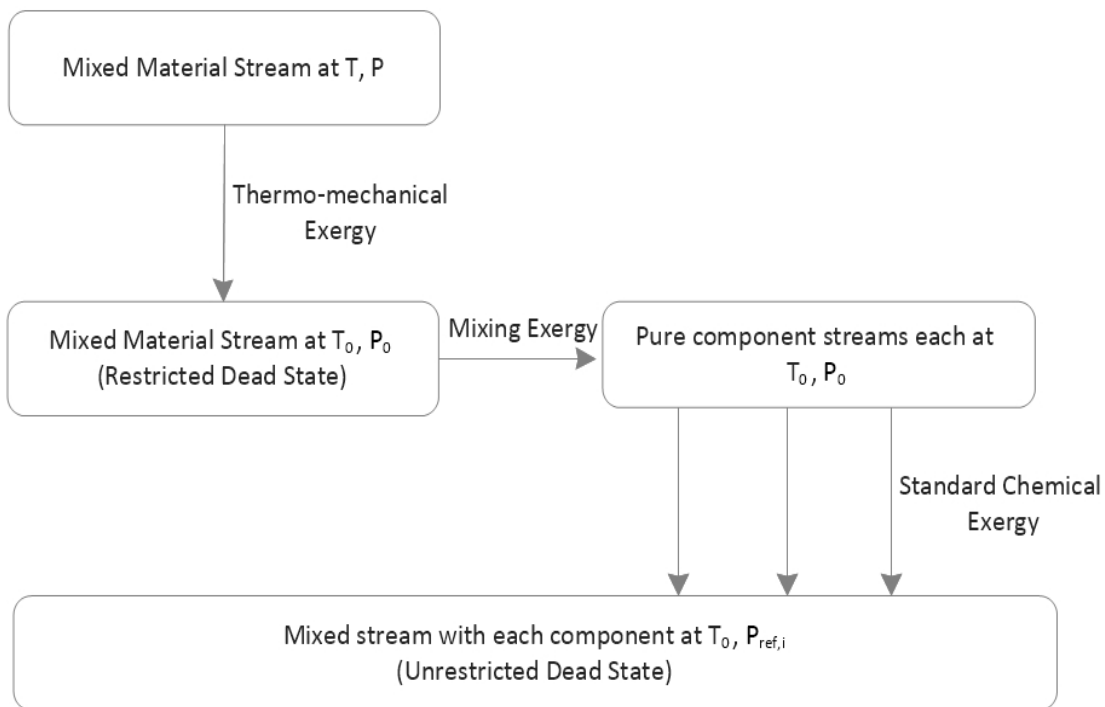 Mixed Material Stream at T, P
Thermo-mechanical
Exergy
Mixed Material Stream at T₀, P₀
(Restricted Dead State)
Mixing Exergy
Pure component streams each at
T₀, P₀
Standard Chemical
Exergy
Mixed stream with each component at T₀, P_ref,i
(Unrestricted Dead State)